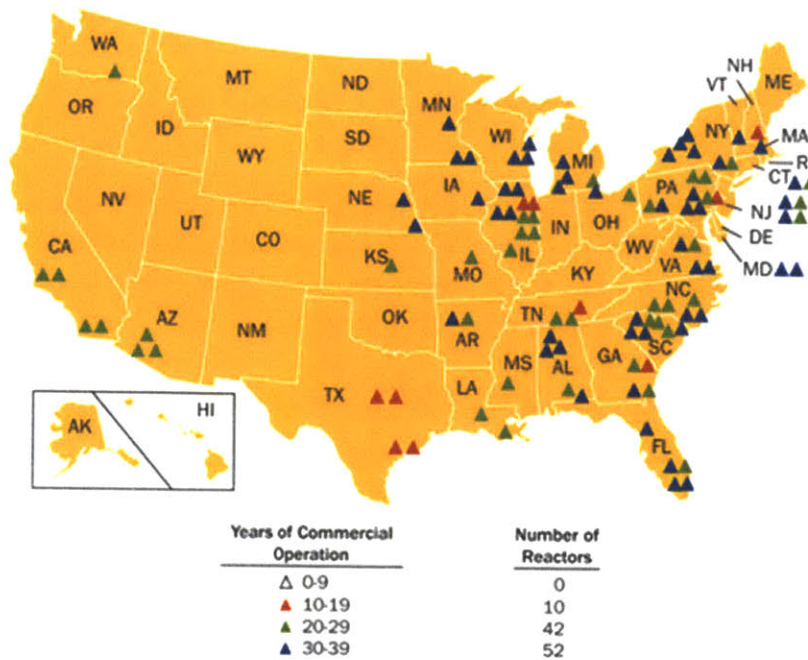 WA
MT
ND
MN
VT
NH
ME
OR
ID
SD
WI
NY
MA
R
WY
MI
CT
NV
NE
IA
PA
NJ
UT
CO
IL
IN
OH
WV
DE
CA
KS
MO
KY
VA
MD
AZ
NM
OK
AR
TN
NC
SC
TX
LA
MS
AL
GA
FL
AK
HI
Years of Commercial Operation
Number of Reactors
0-9 0
10-19 10
20-29 42
30-39 52